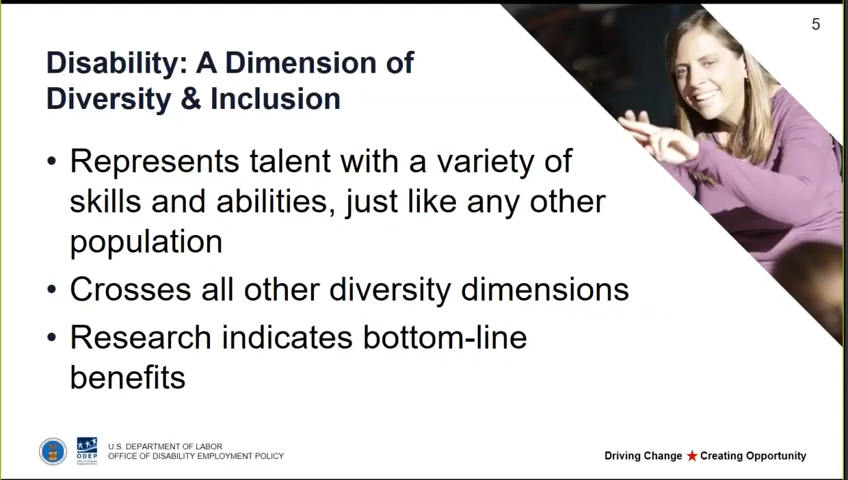 5
Disability: A Dimension of
Diversity & Inclusion
• Represents talent with a variety of
skills and abilities, just like any other
population
• Crosses all other diversity dimensions
• Research indicates bottom-line
benefits
ODEP
U.S. DEPARTMENT OF LABOR
OFFICE OF DISABILITY EMPLOYMENT POLICY
Driving Change ★ Creating Opportunity